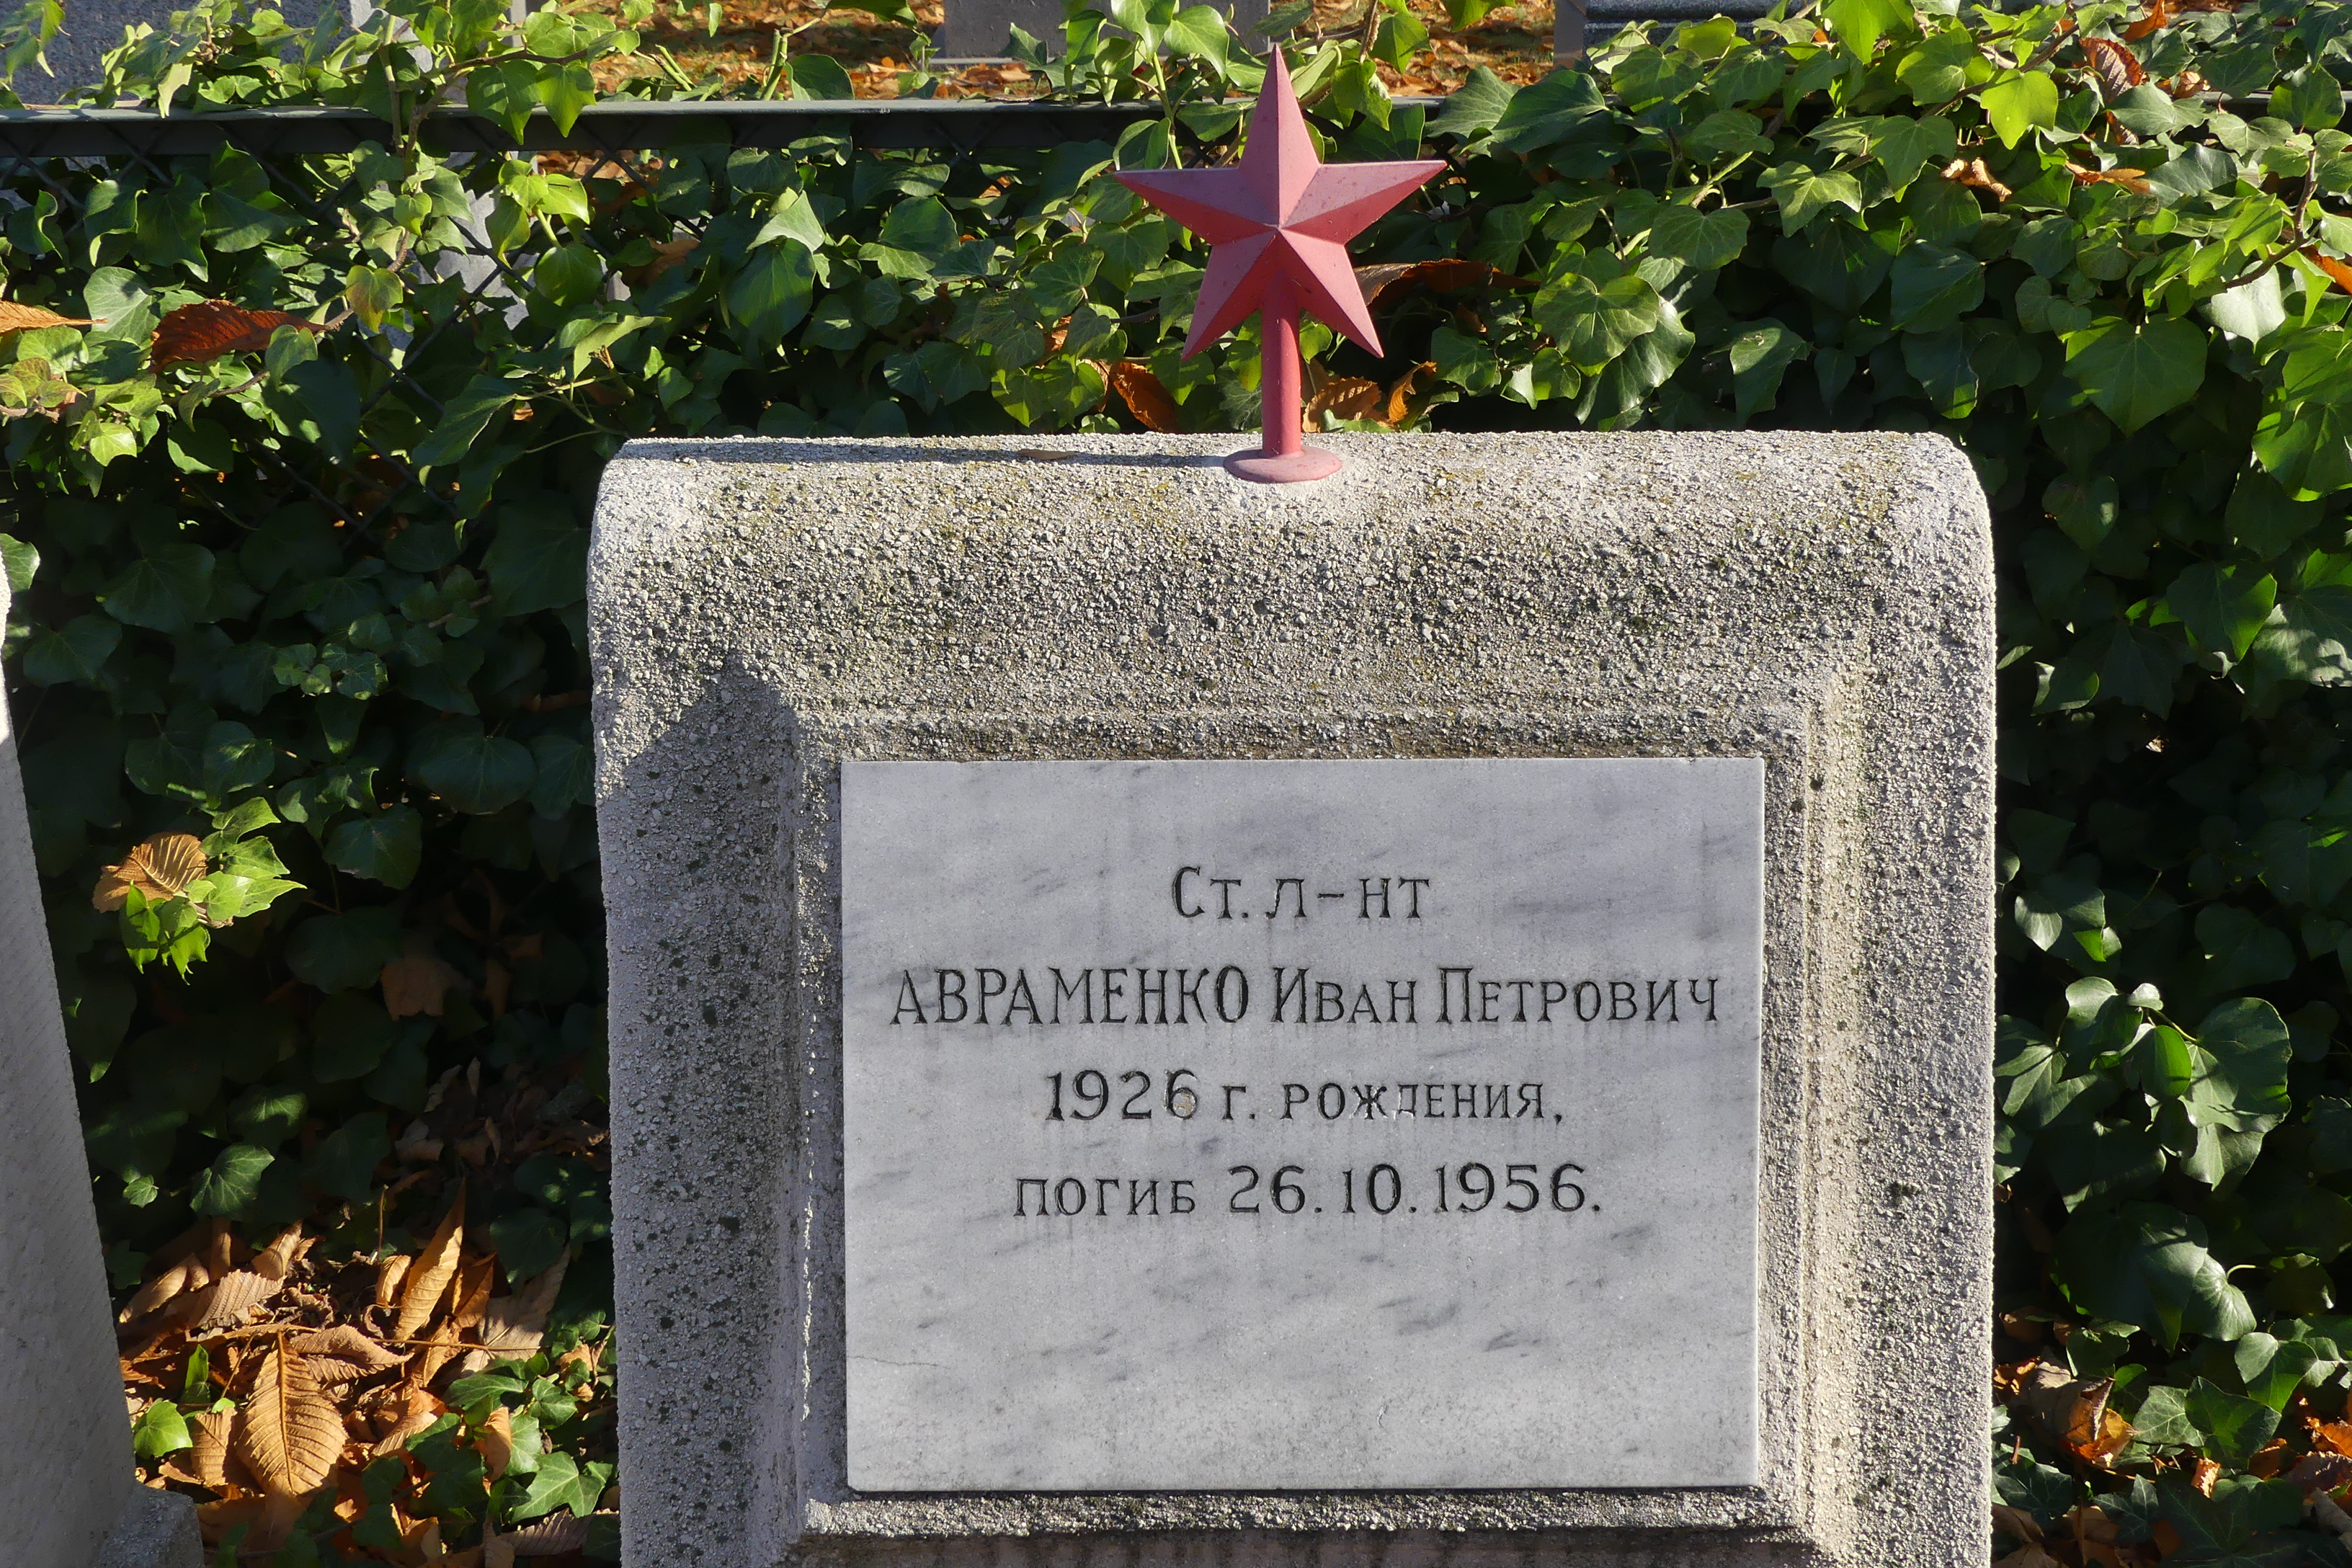 Ст. л-нт
АВРАМЕНКО Иван Петрович
1926 г. рождения,
погиб 26.10.1956.